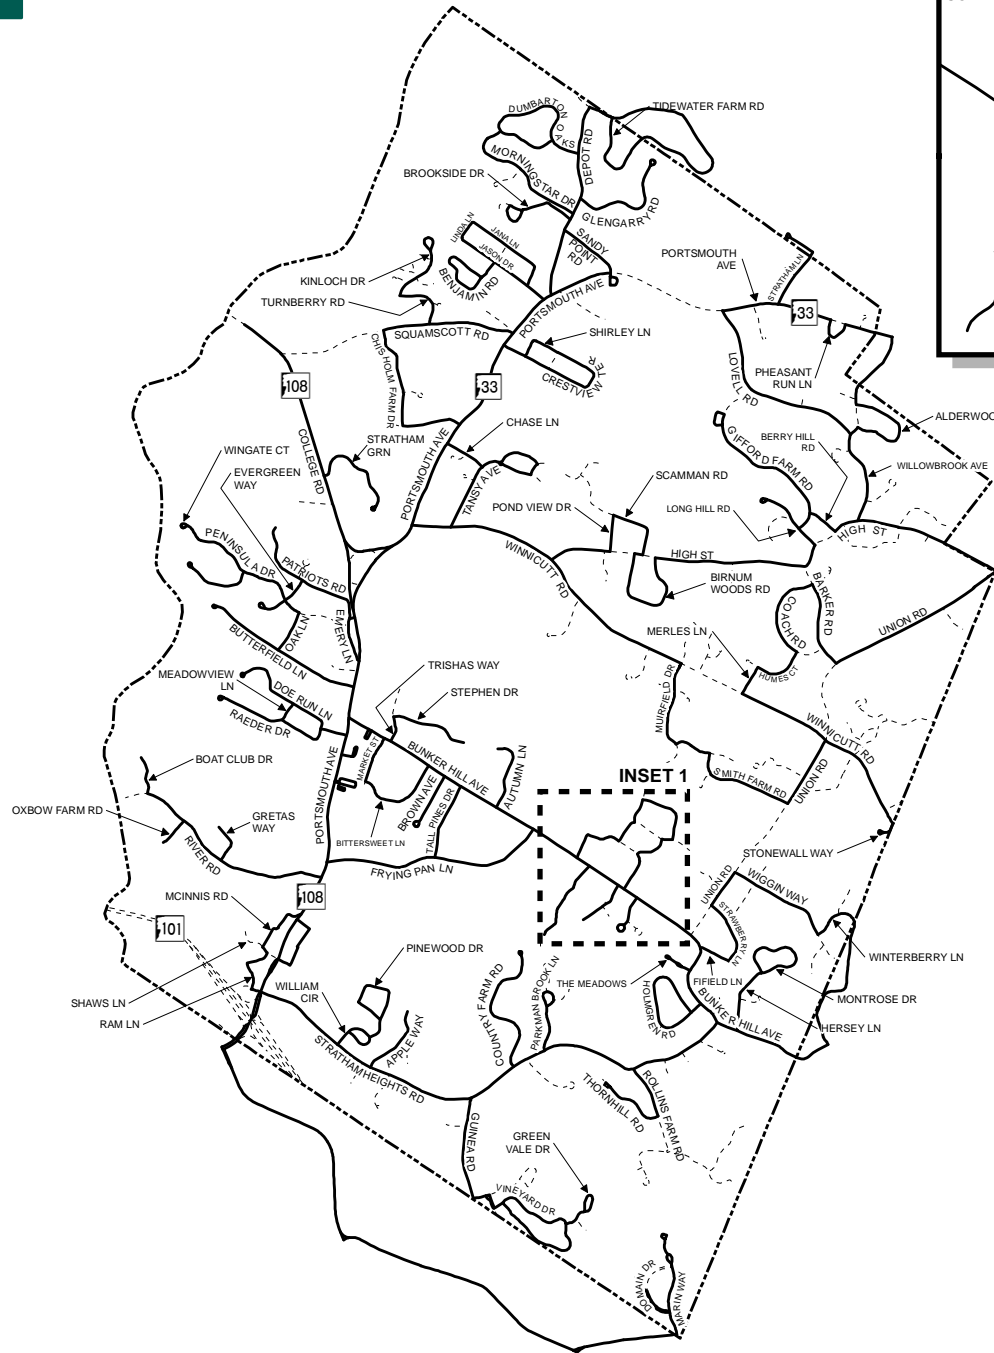 DUMBARTON OAKS
TIDEWATER FARM RD
DEPOT RD
MORNINGSTAR DR
BROOKSIDE DR
GLENGARRY RD
LINDA LN
JANA LN
JASON DR
SANDY
POINT
RD
PORTSMOUTH
AVE
STRATHAM LN
KINLOCH DR
BENJAMIN RD
TURNBERRY RD
PORTSMOUTH AVE
33
SQUAMSCOTT RD
SHIRLEY LN
CHISHOLM FARM DR
LOVELL RD
PHEASANT
RUN LN
CRESTVIEW TER
108
33
ALDERWOO
CHASE LN
GIFFORD FARM RD
BERRY HILL
RD
STRATHAM
GRN
WINGATE CT
COLLEGE RD
PORTSMOUTH AVE
EVERGREEN
WAY
TANSY AVE
SCAMMAN RD
WILLOWBROOK AVE
POND VIEW DR
LONG HILL RD
HIGH ST
PENINSULA DR
PATRIOTS RD
WINNICUTT RD
HIGH ST
BIRNUM
WOODS RD
BARKER RD
COACH RD
UNION RD
OAK LN
EMERY LN
BUTTERFIELD LN
MERLES LN
TRISHAS WAY
HUMES CT
MEADOWVIEW
LN
DOE RUN LN
STEPHEN DR
MUIRFIELD DR
RAEDER DR
WINNICUTT RD
MARKET ST
BUNKER HILL AVE
BOAT CLUB DR
AUTUMN LN
SMITH FARM RD
UNION RD
INSET 1
PORTSMOUTH AVE
BROWN AVE
TALL PINES DR
OXBOW FARM RD
GRETAS
WAY
BITTERSWEET LN
RIVER RD
STONEWALL WAY
FRYING PAN LN
UNION RD
WIGGIN WAY
MCINNIS RD
108
STRAWBERRY LN
101
PINEWOOD DR
WINTERBERRY LN
COUNTRY FARM RD
PARKMAN BROOK LN
THE MEADOWS
FIFIELD LN
SHAWS LN
WILLIAM
CIR
HOLMGREN RD
BUNKER HILL AVE
MONTROSE DR
RAM LN
APPLE WAY
HERSEY LN
STRATHAM HEIGHTS RD
THORNHILL RD
ROLLINS FARM RD
GUINEA RD
GREEN
VALE DR
VINEYARD DR
DOMAIN DR
MARIN WAY